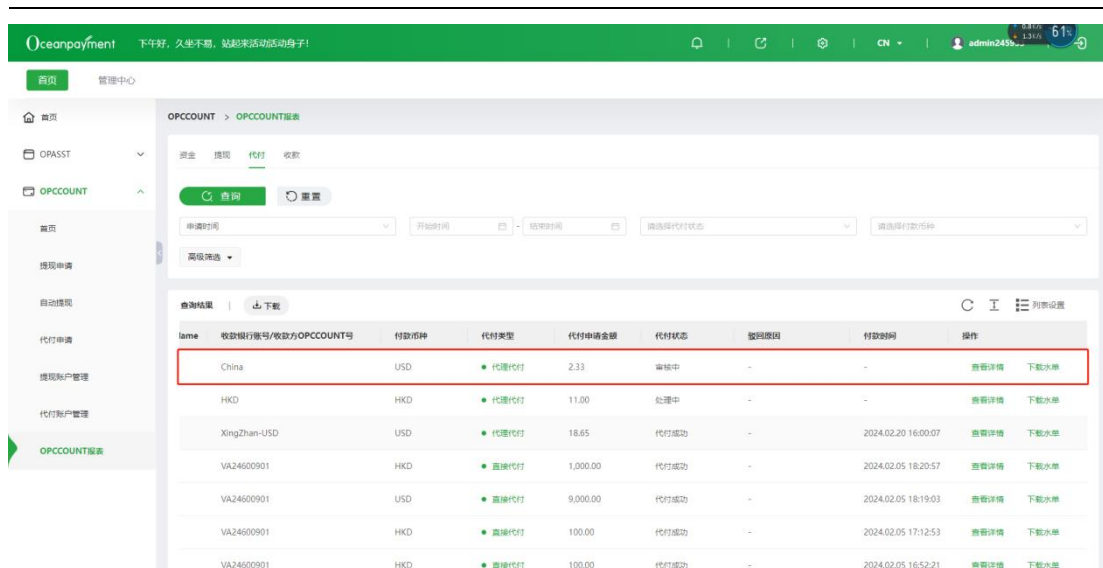 Oceanpayment 下午好，久坐不易，站起来活动活动身子！ CN
61%
首页 管理中心
首页
OPASST
OPCCOUNT
首页
提现申请
自动提现
代付申请
提现账户管理
代付账户管理
OPCCOUNT报表
OPCCOUNT > OPCCOUNT报表
资金 提现 代付 收款
查询 重置
申请时间 开始时间 - 结束时间 请选择代付状态 请选择付款币种
高级筛选
查询结果 | 下载 列表设置
lame 收款银行账号/收款方OPCCOUNT号 付款币种 代付类型 代付申请金额 代付状态 驳回原因 付款时间 操作
China USD 代理代付 2.33 审核中 - - 查看详情 下载水单
HKD HKD 代理代付 11.00 处理中 - - 查看详情 下载水单
XingZhan-USD USD 代理代付 18.65 代付成功 - 2024.02.20 16:00:07 查看详情 下载水单
VA24600901 HKD 直接代付 1,000.00 代付成功 - 2024.02.05 18:20:57 查看详情 下载水单
VA24600901 USD 直接代付 9,000.00 代付成功 - 2024.02.05 18:19:03 查看详情 下载水单
VA24600901 HKD 直接代付 100.00 代付成功 - 2024.02.05 17:12:53 查看详情 下载水单
VA24600901 HKD 直接代付 100.00 代付成功 - 2024.02.05 16:52:21 查看详情 下载水单